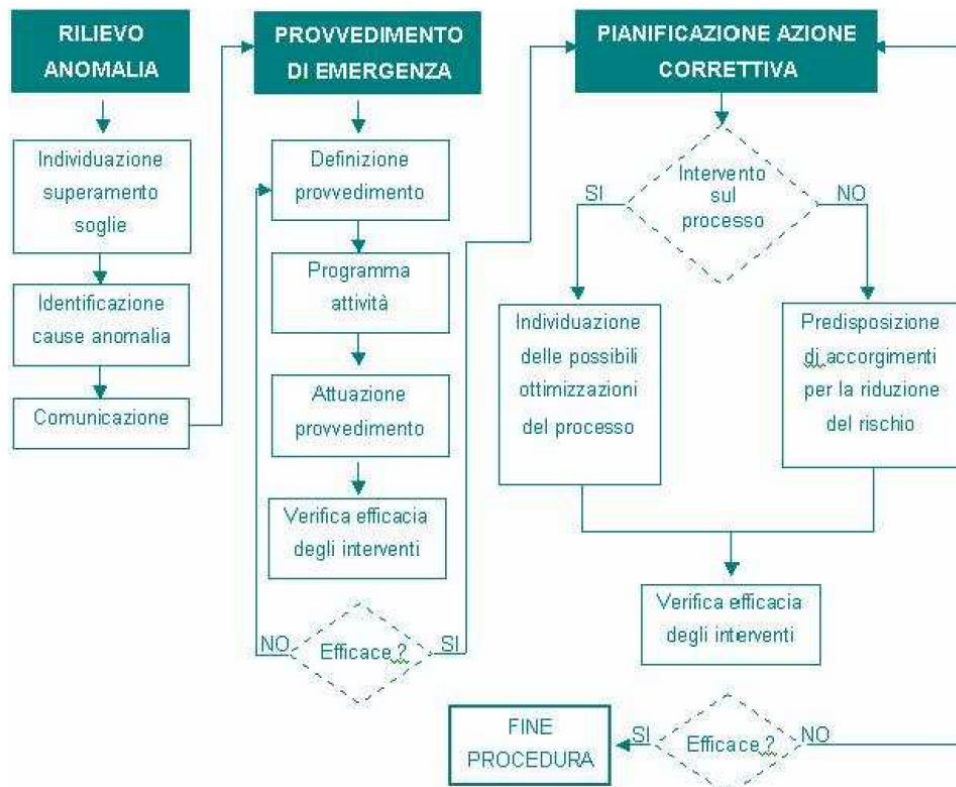 RILIEVO
ANOMALIA
Individuazione
superamento
soglie
Identificazione
cause anomalia
Comunicazione
PROVVEDIMENTO
DI EMERGENZA
Definizione
provvedimento
Programma
attività
Attuazione
provvedimento
Verifica efficacia
degli interventi
NO
Efficace ?
SI
PIANIFICAZIONE AZIONE
CORRETTIVA
Intervento
sul
processo
SI
NO
Individuazione
delle possibili
ottimizzazioni
del processo
Predisposizione
di accorgimenti
per la riduzione
del rischio
Verifica efficacia
degli interventi
Efficace ?
SI
NO
FINE
PROCEDURA